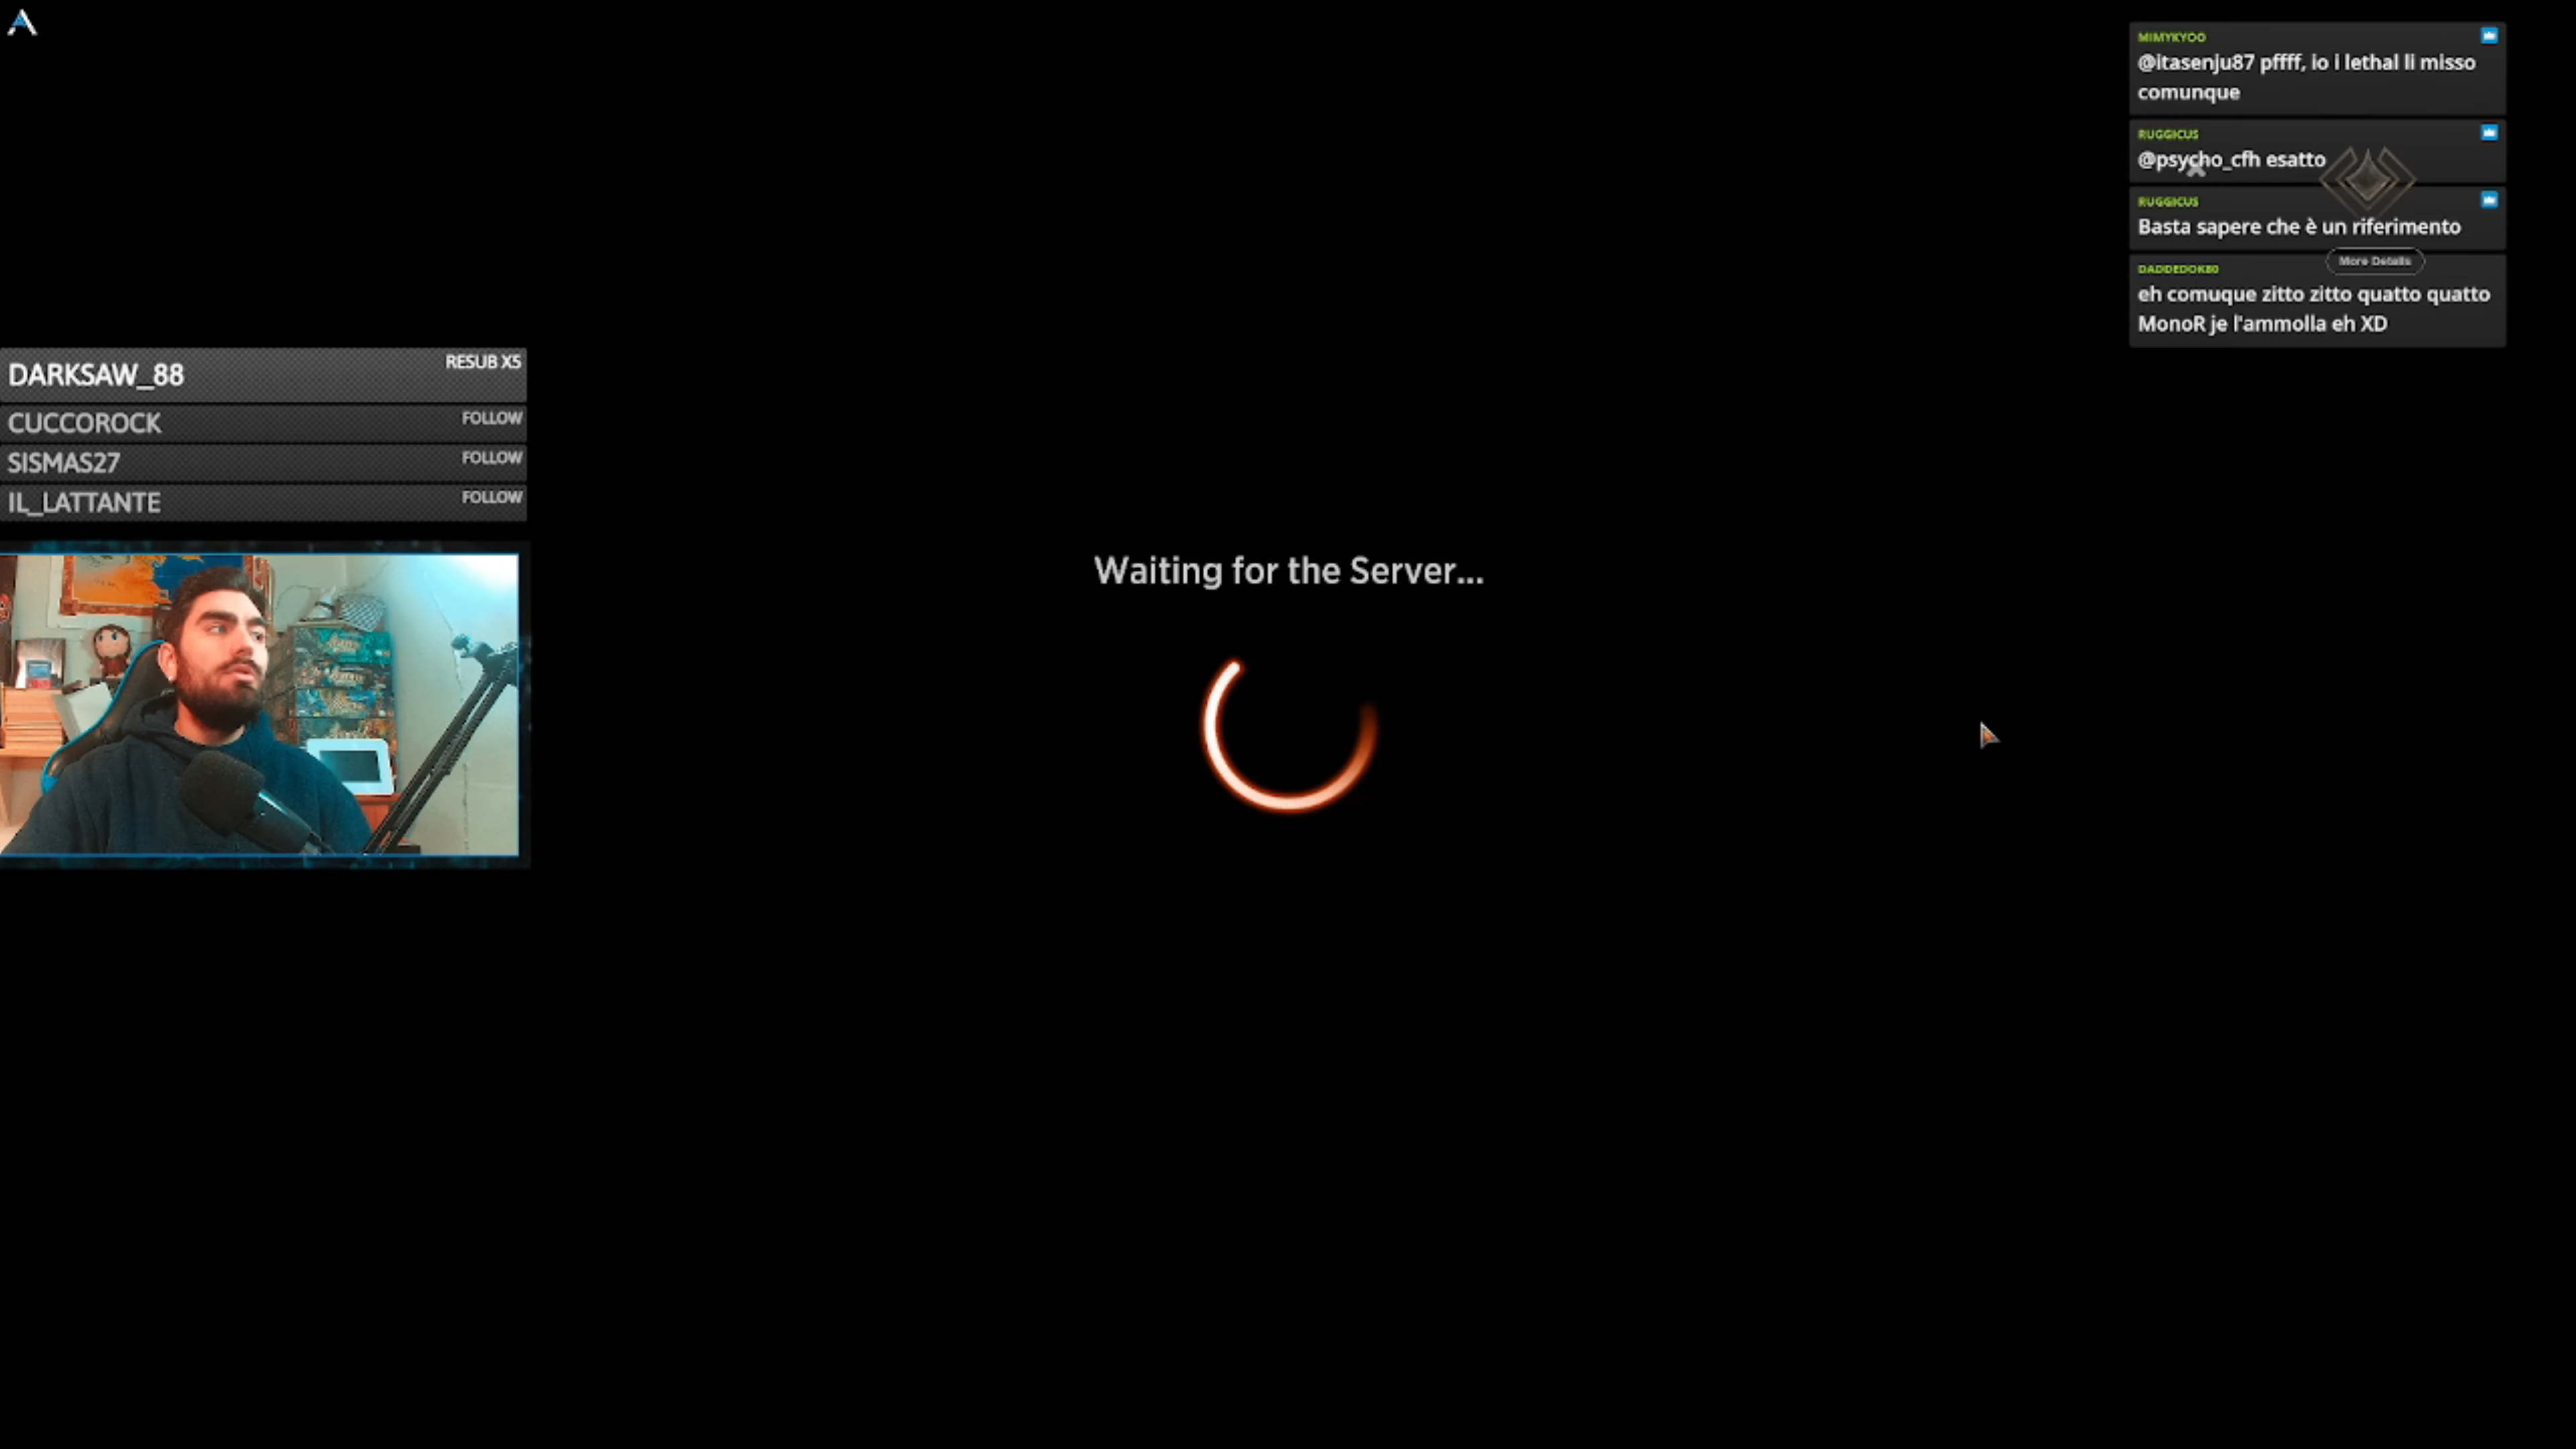 MIMYKYOO
@itasenju87 pffff, io i lethal li misso
comunque
RUGGICUS
@psycho_cfh esatto
RUGGICUS
Basta sapere che è un riferimento
More Details
DADDEDOK80
eh comuque zitto zitto quatto quatto
MonoR je l'ammolla eh XD
DARKSAW_88 RESUB X5
CUCCOROCK FOLLOW
SISMAS27 FOLLOW
IL_LATTANTE FOLLOW
Waiting for the Server...